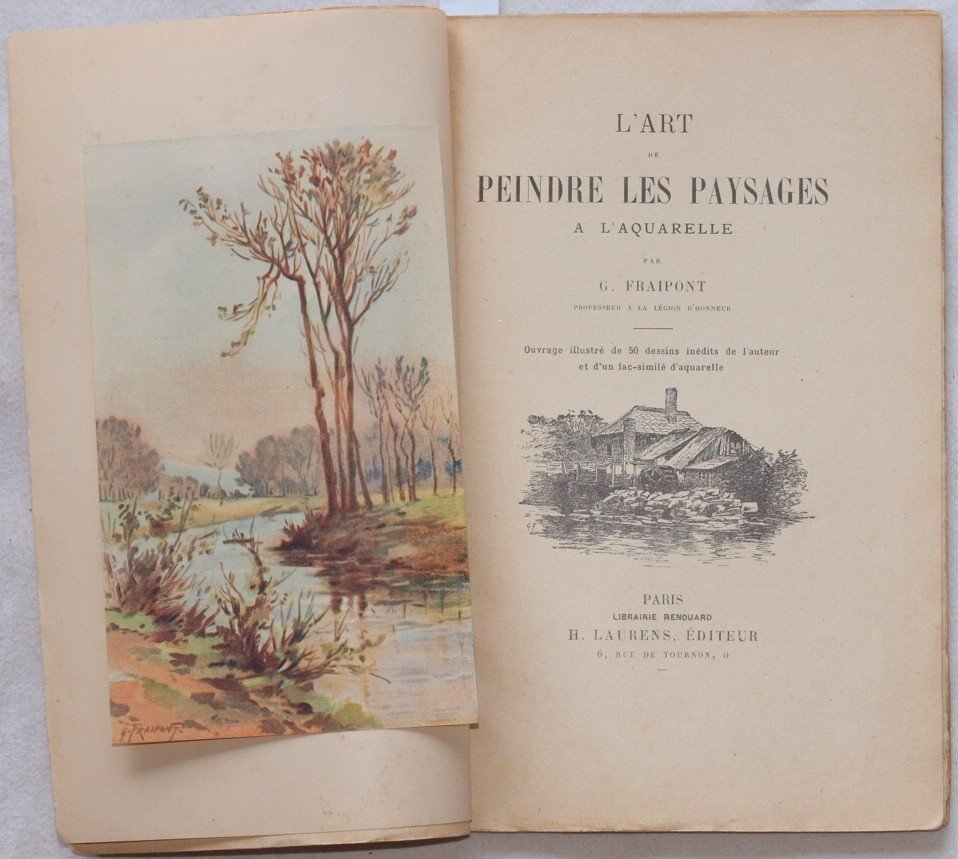 G. FRAIPONT.
L'ART
DE
PEINDRE LES PAYSAGES
A L'AQUARELLE
PAR
G. FRAIPONT
PROFESSEUR A LA LÉGION D'HONNEUR
Ouvrage illustré de 50 dessins inédits de l'auteur
et d'un fac-similé d'aquarelle
PARIS
LIBRAIRIE RENOUARD
H. LAURENS, ÉDITEUR
6, RUE DE TOURNON, 6